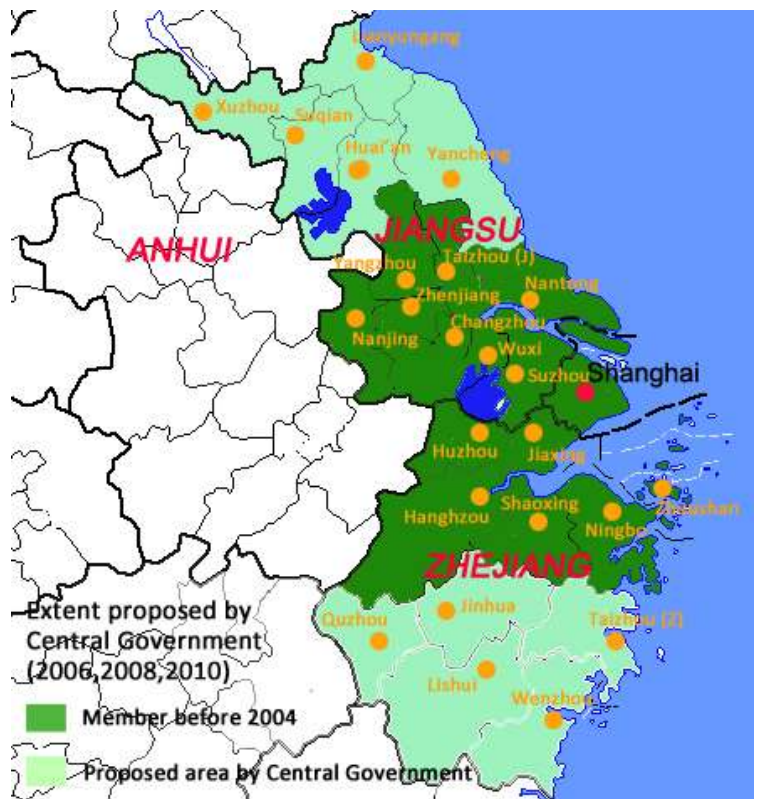 Lianyungang
Xuzhou
Suqian
Huai'an
Yancheng
JIANGSU
ANHUI
Taizhou (J)
Yangzhou
Nantong
Zhenjiang
Changzhou
Nanjing
Wuxi
Suzhou
Shanghai
Huzhou
Jiaxing
Hanghzou
Shaoxing
Zhoushan
Ningbo
ZHEJIANG
Extent proposed by
Central Government
(2006,2008,2010)
Quzhou
Jinhua
Taizhou (Z)
Lishui
Wenzhou
Member before 2004
Proposed area by Central Government